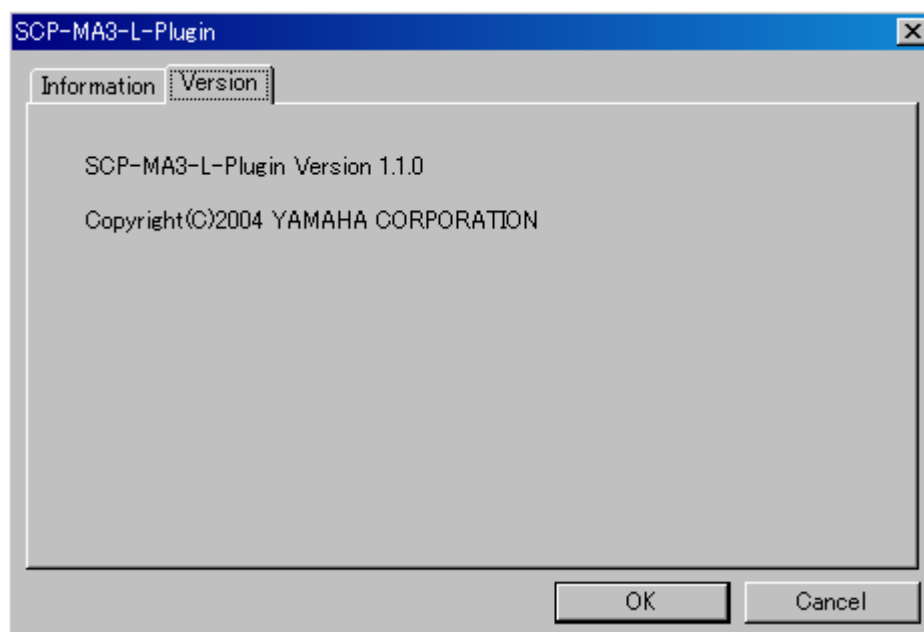 SCP-MA3-L-Plugin
Information Version
SCP-MA3-L-Plugin Version 1.1.0
Copyright(C)2004 YAMAHA CORPORATION
OK Cancel